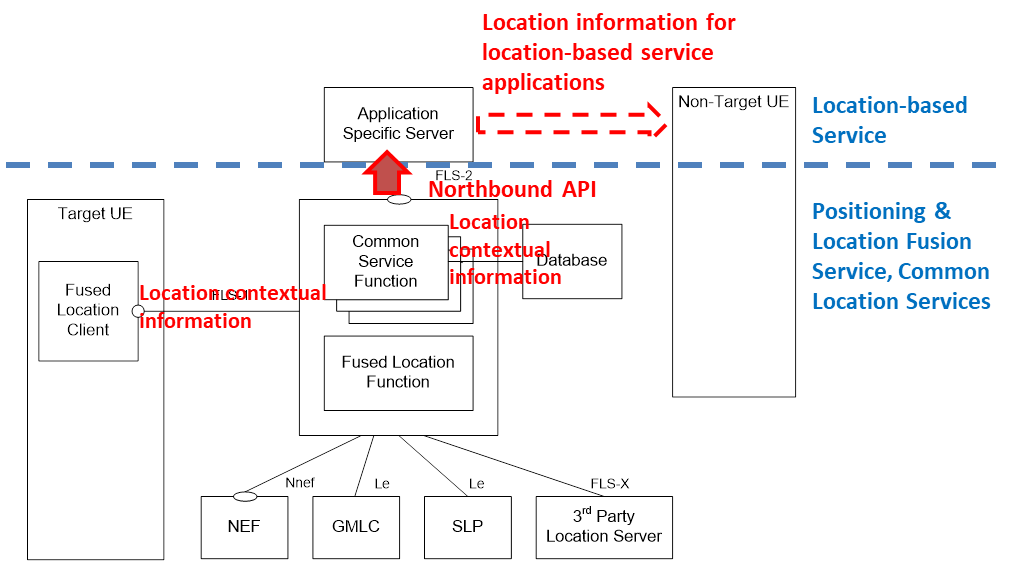 Location information for
location-based service
applications
Application
Specific Server
Non-Target UE
Location-based
Service
FLS-2
Northbound API
Target UE
Positioning &
Location Fusion
Service, Common
Location Services
Location
contextual
information
Common
Service
Function
Database
Fused
Location
Client
Location contextual
information
FLS-1
Fused Location
Function
Nnef
Le
Le
FLS-X
NEF
GMLC
SLP
3rd Party
Location Server